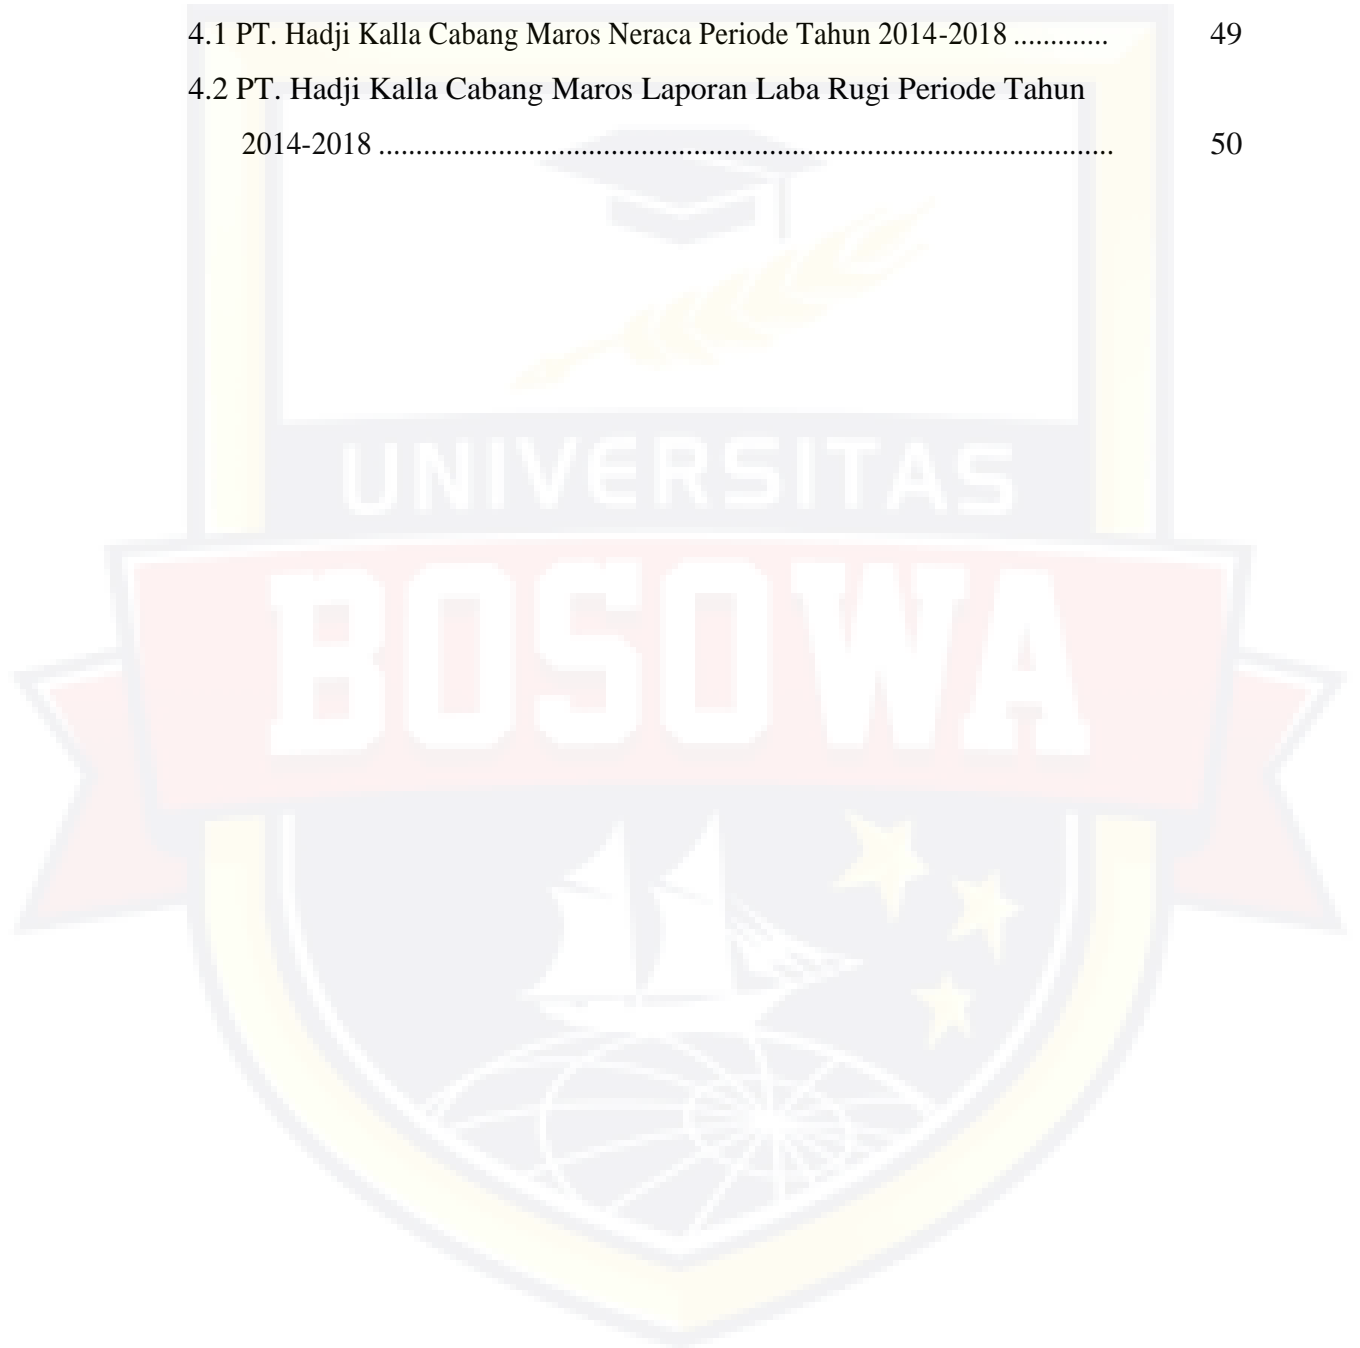 4.1 PT. Hadji Kalla Cabang Maros Neraca Periode Tahun 2014-2018 ............. 49
4.2 PT. Hadji Kalla Cabang Maros Laporan Laba Rugi Periode Tahun
2014-2018 .................................................................................................. 50
UNIVERSITAS
BOSOWA